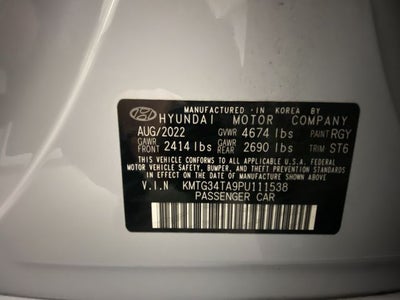 MANUFACTURED IN KOREA BY
HYUNDAI MOTOR COMPANY
AUG/2022 GVWR 4674 lbs PAINT RGY
GAWR FRONT 2414 lbs GAWR REAR 2690 lbs TRIM ST6
THIS VEHICLE CONFORMS TO ALL APPLICABLE U.S.A. FEDERAL
MOTOR VEHICLE SAFETY, BUMPER, AND THEFT PREVENTION STANDARDS
IN EFFECT ON THE DATE OF MANUFACTURE SHOWN ABOVE.
V.I.N KMTG34TA9PU111538
PASSENGER CAR